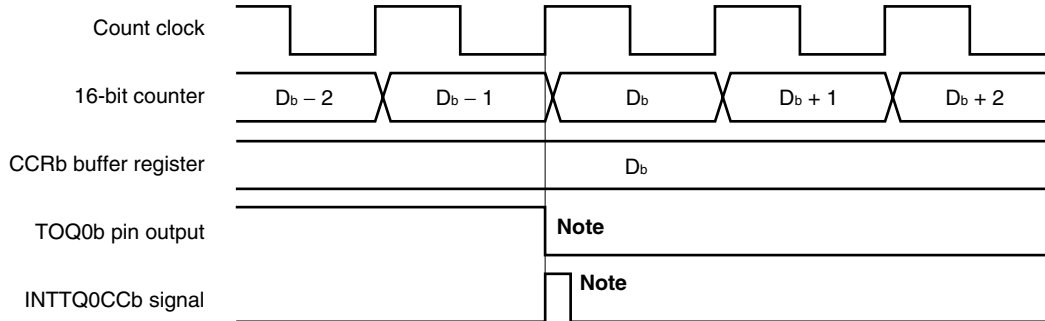 Count clock
16-bit counter
Db − 2
Db − 1
Db
Db + 1
Db + 2
CCRb buffer register
Db
TOQ0b pin output
Note
INTTQ0CCb signal
Note